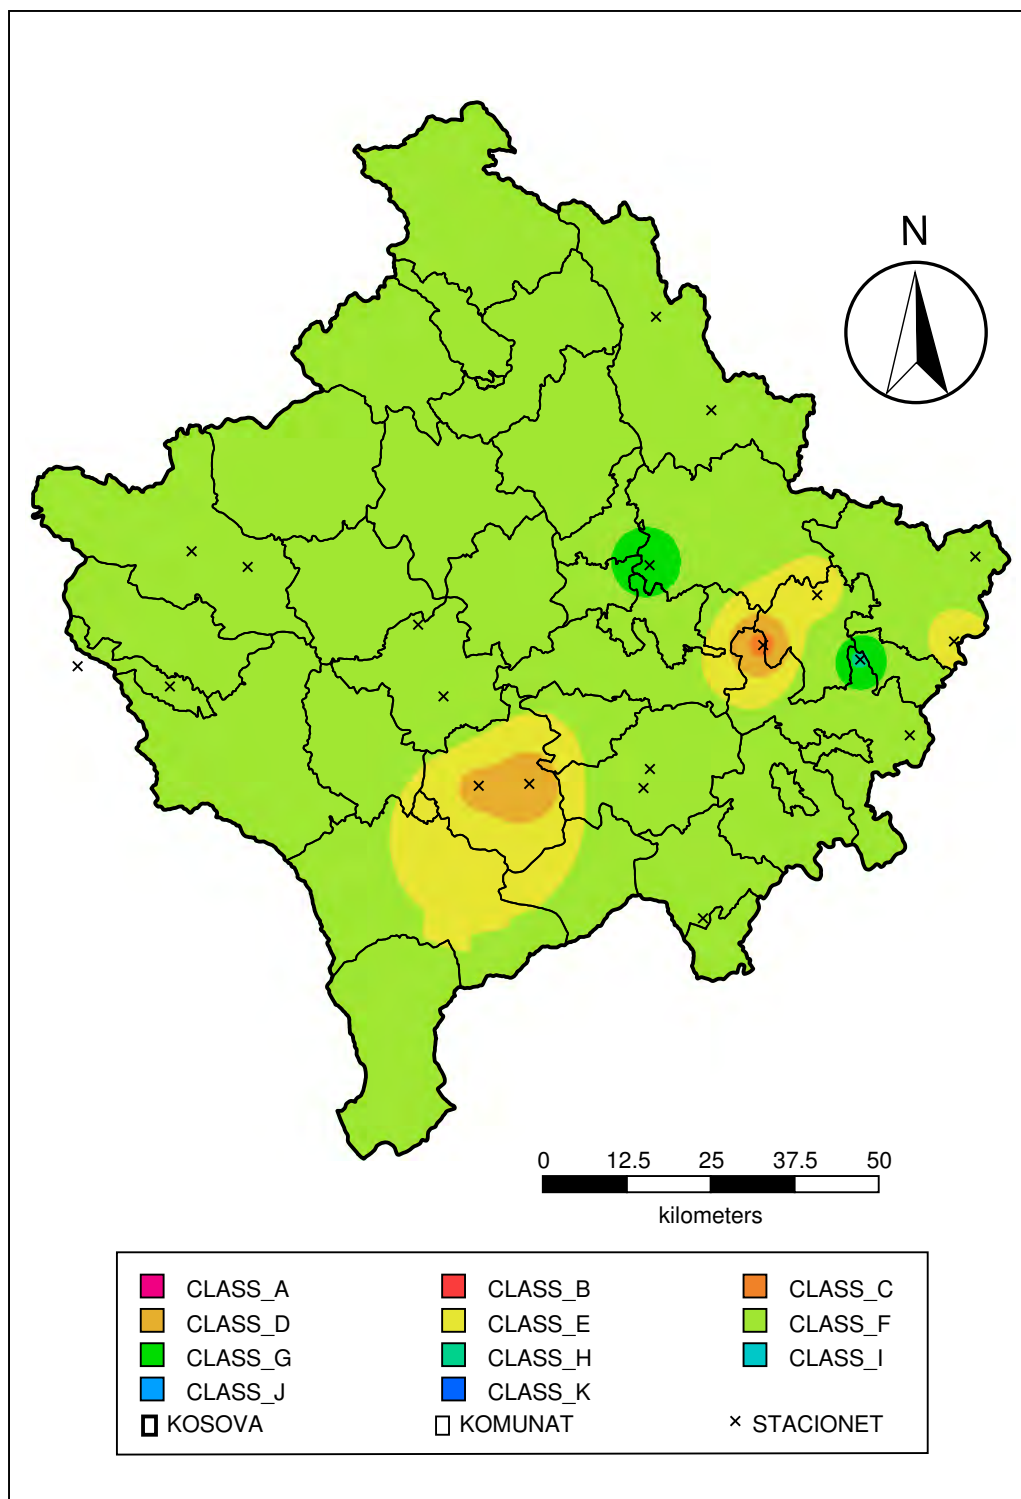 N
0 12.5 25 37.5 50
kilometers
CLASS_A CLASS_B CLASS_C
CLASS_D CLASS_E CLASS_F
CLASS_G CLASS_H CLASS_I
CLASS_J CLASS_K
KOSOVA KOMUNAT STACIONET